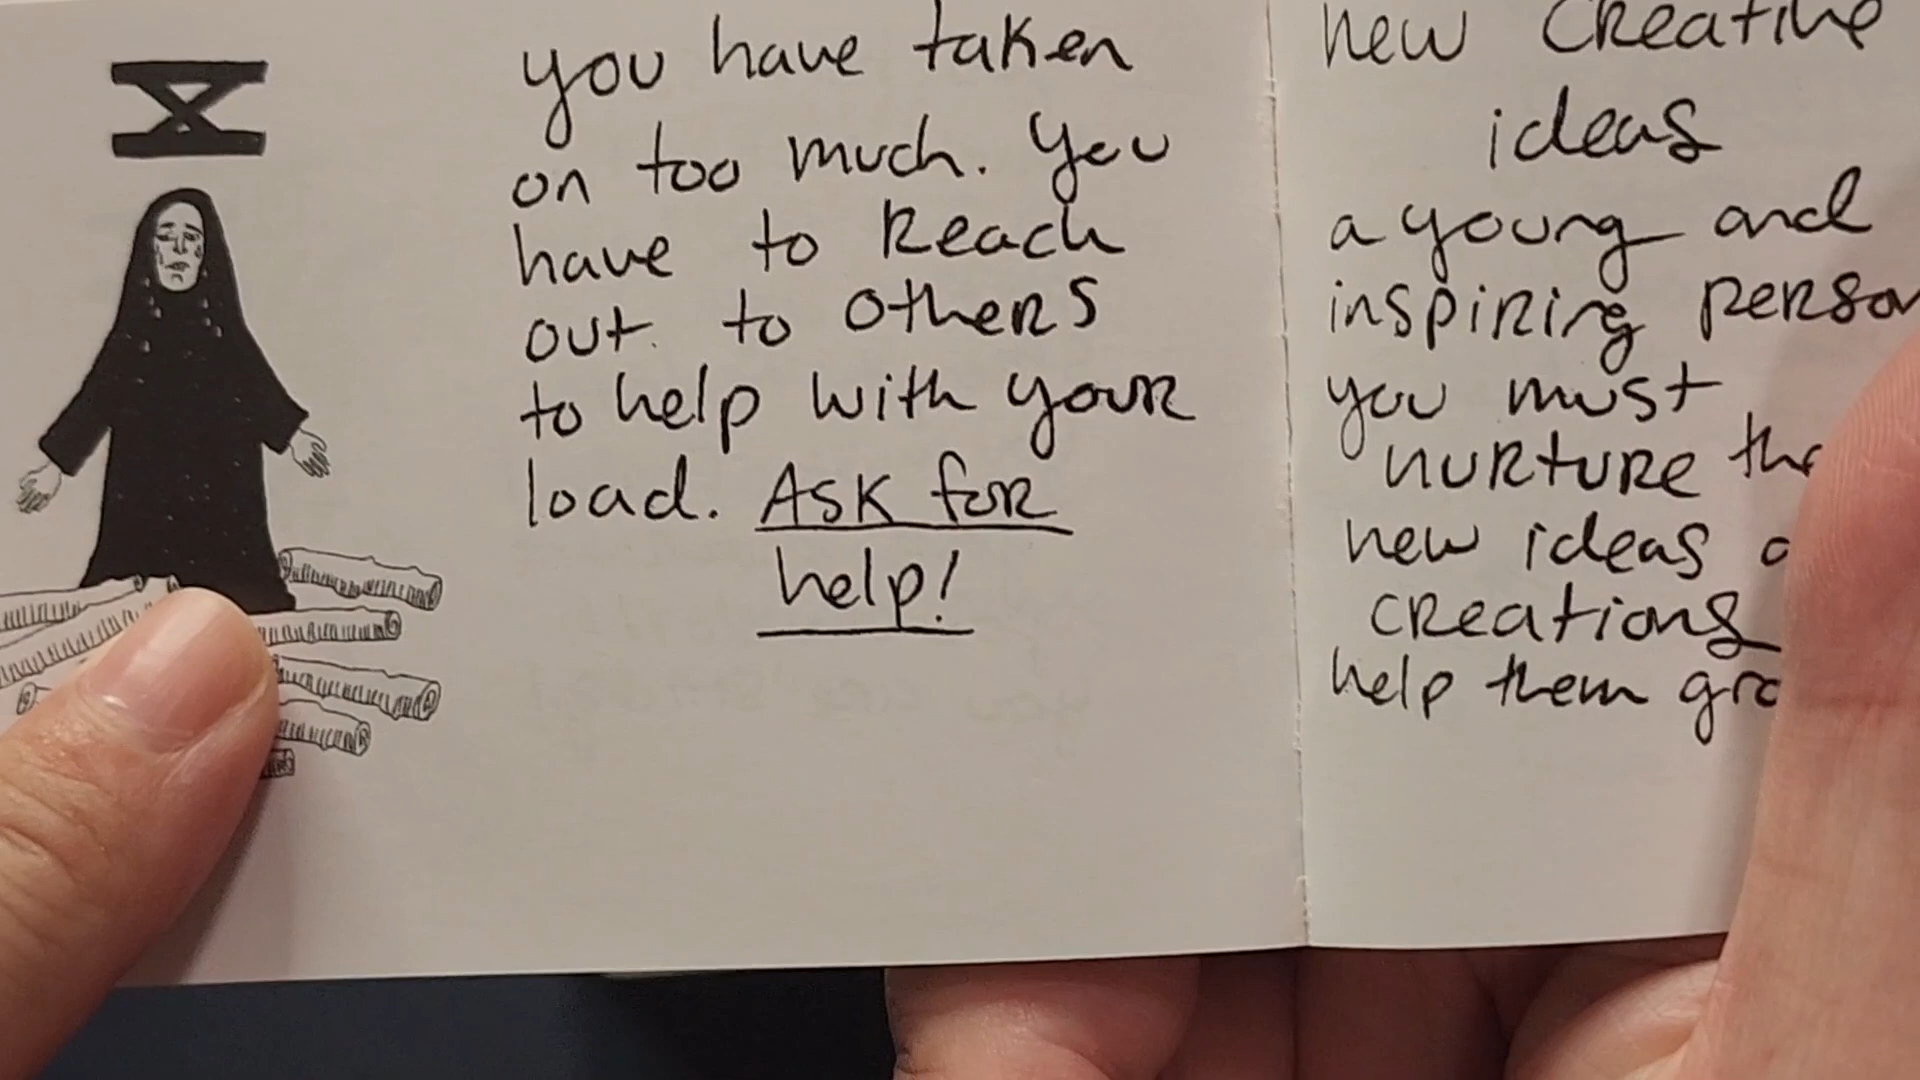 X
you have taken
on too much. You
have to Reach
out to others
to help with your
load. Ask for
help!
new creative
ideas
a young and
inspiring person
you must
nurture
new ideas
creations
help them